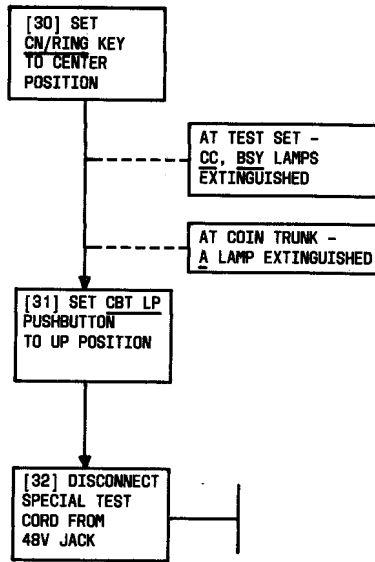 [30] SET
CN/RING KEY
TO CENTER
POSITION
AT TEST SET -
CC, BSY LAMPS
EXTINGUISHED
AT COIN TRUNK -
A LAMP EXTINGUISHED
[31] SET CBT LP
PUSHBUTTON
TO UP POSITION
[32] DISCONNECT
SPECIAL TEST
CORD FROM
48V JACK